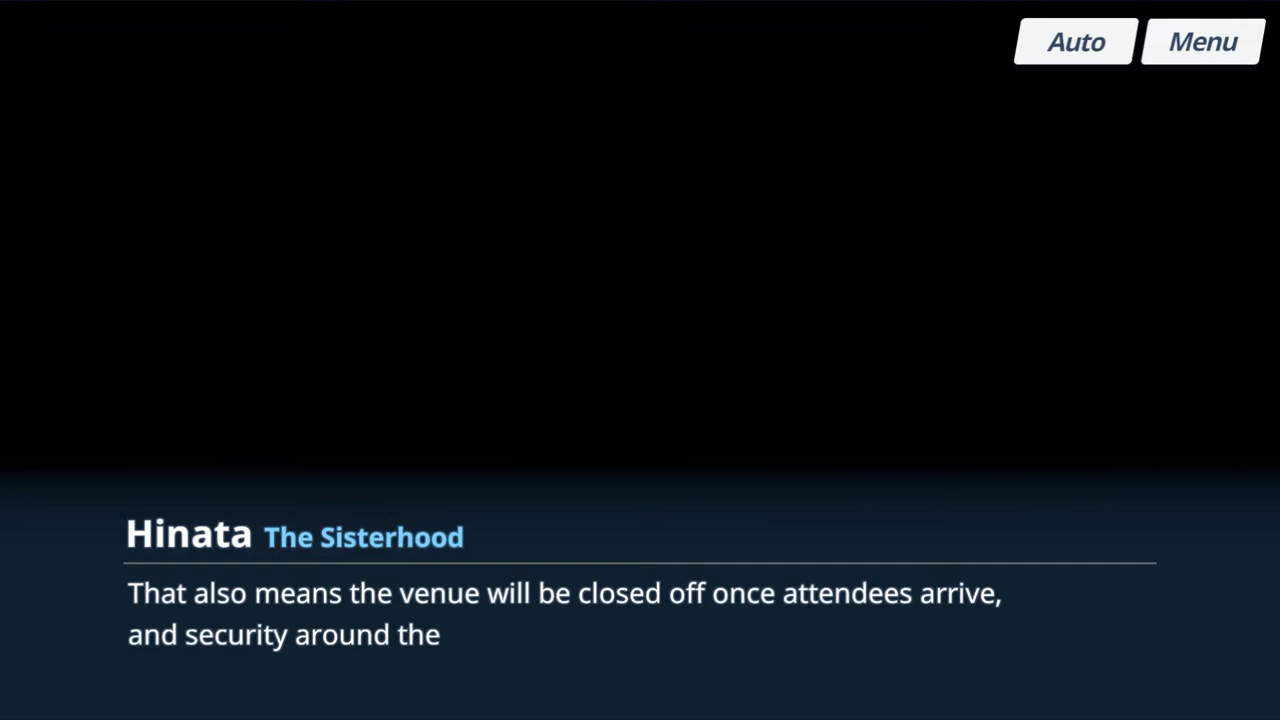 Auto Menu
Hinata The Sisterhood
That also means the venue will be closed off once attendees arrive,
and security around the